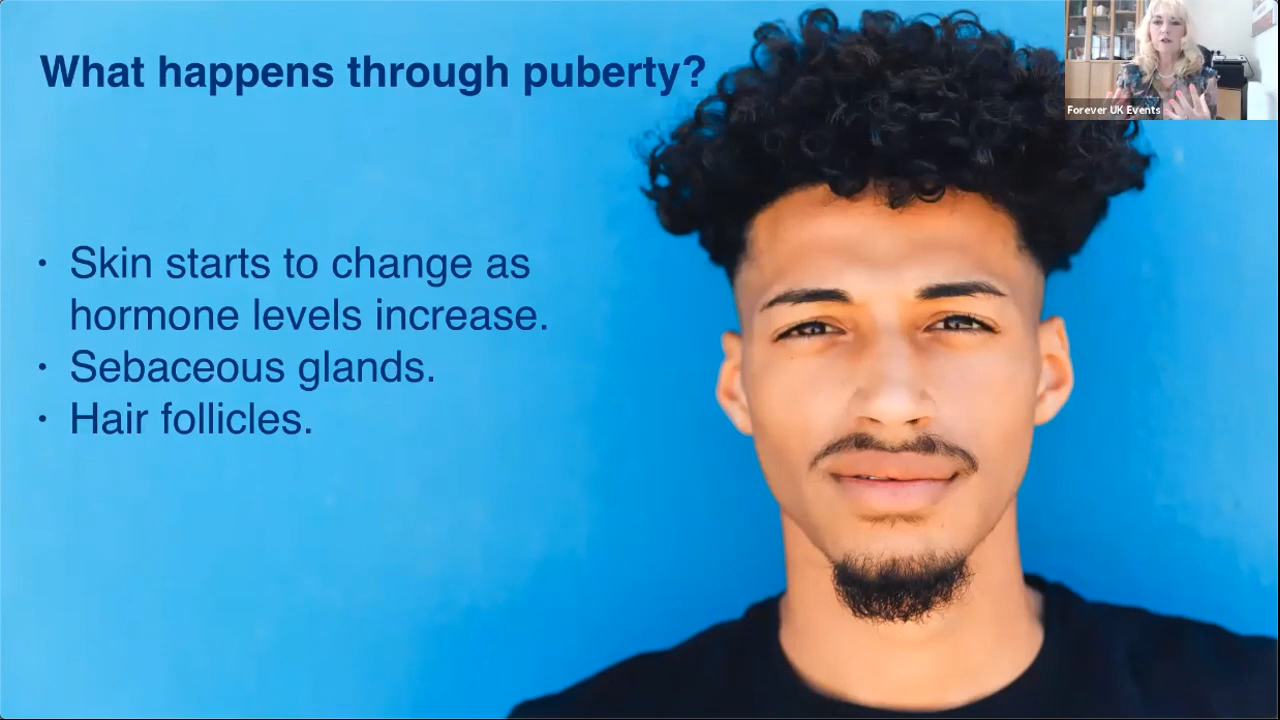 What happens through puberty?
Forever UK Events
• Skin starts to change as
hormone levels increase.
• Sebaceous glands.
• Hair follicles.